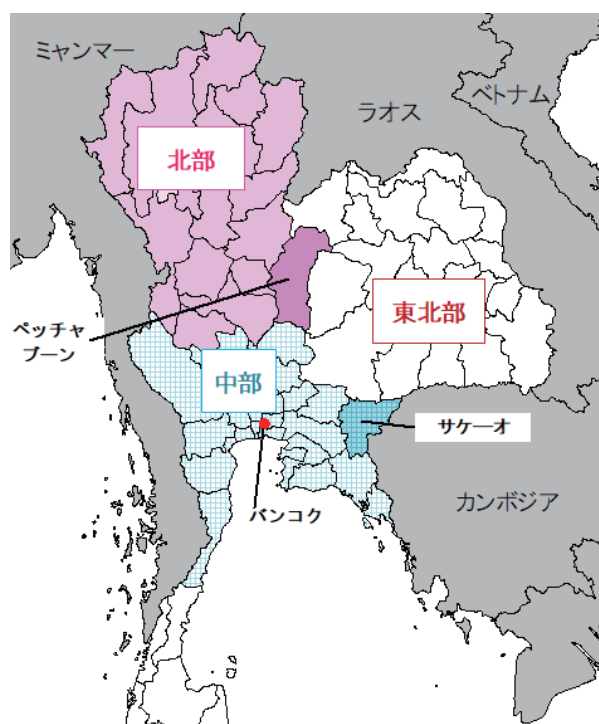 ミャンマー
ベトナム
ラオス
北部
東北部
ペッチャ
ブーン
中部
サケーオ
カンボジア
バンコク